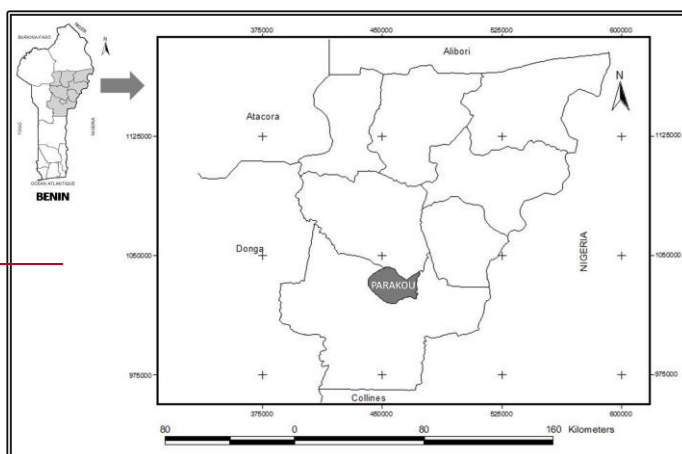 BURKINA FASO
NIGER
N
TOGO
NIGERIA
OCEAN ATLANTIQUE
BENIN
375000 450000 525000 600000
Alibori
N
Atacora
1125000 1125000
Donga
NIGERIA
1050000 1050000
PARAKOU
975000 975000
Collines
375000 450000 525000 600000
80 0 80 160 Kilometers